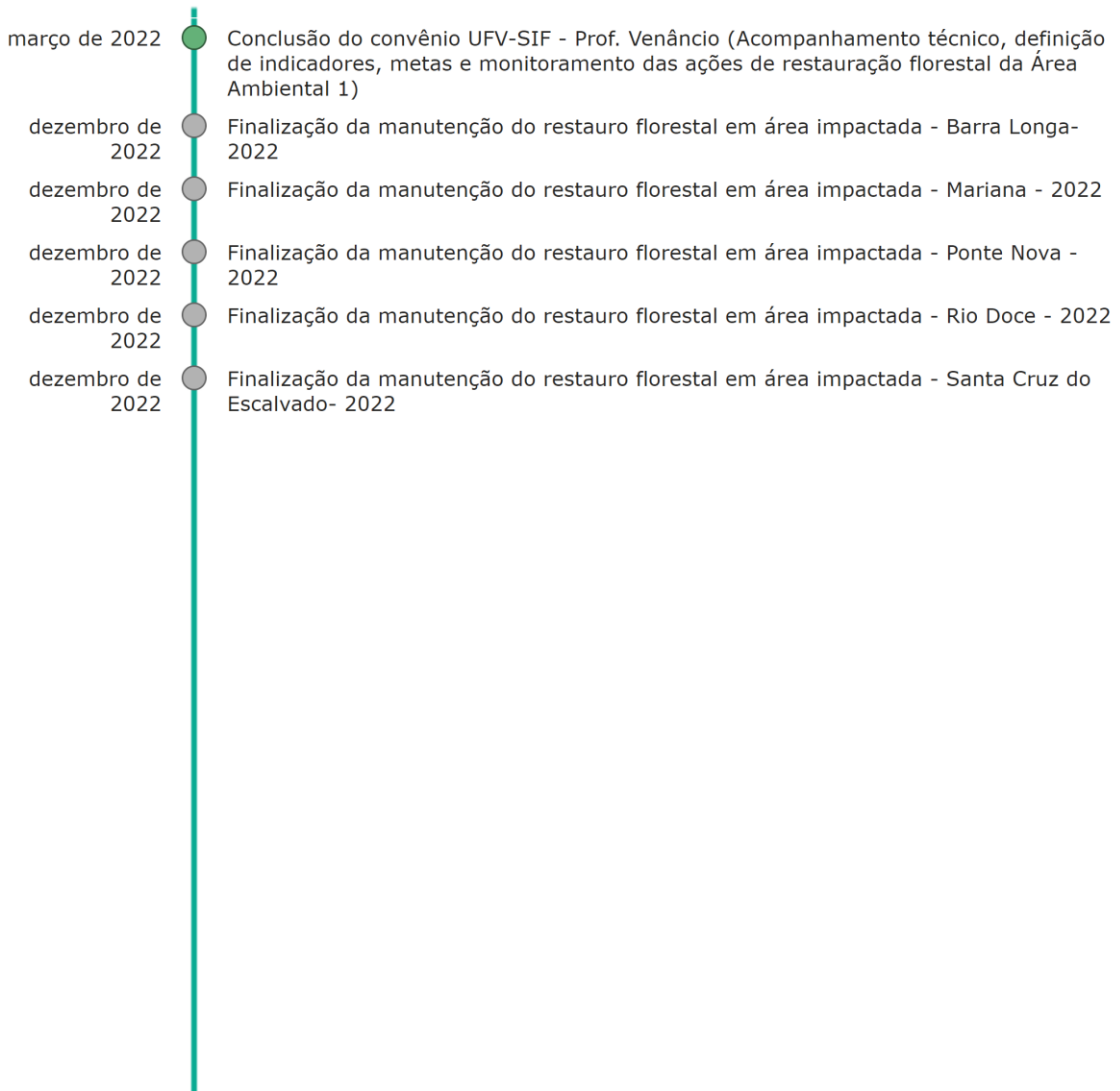 março de 2022
Conclusão do convênio UFV-SIF - Prof. Venâncio (Acompanhamento técnico, definição
de indicadores, metas e monitoramento das ações de restauração florestal da Área
Ambiental 1)
dezembro de
2022
Finalização da manutenção do restauro florestal em área impactada - Barra Longa-
2022
dezembro de
2022
Finalização da manutenção do restauro florestal em área impactada - Mariana - 2022
dezembro de
2022
Finalização da manutenção do restauro florestal em área impactada - Ponte Nova -
2022
dezembro de
2022
Finalização da manutenção do restauro florestal em área impactada - Rio Doce - 2022
dezembro de
2022
Finalização da manutenção do restauro florestal em área impactada - Santa Cruz do
Escalvado- 2022